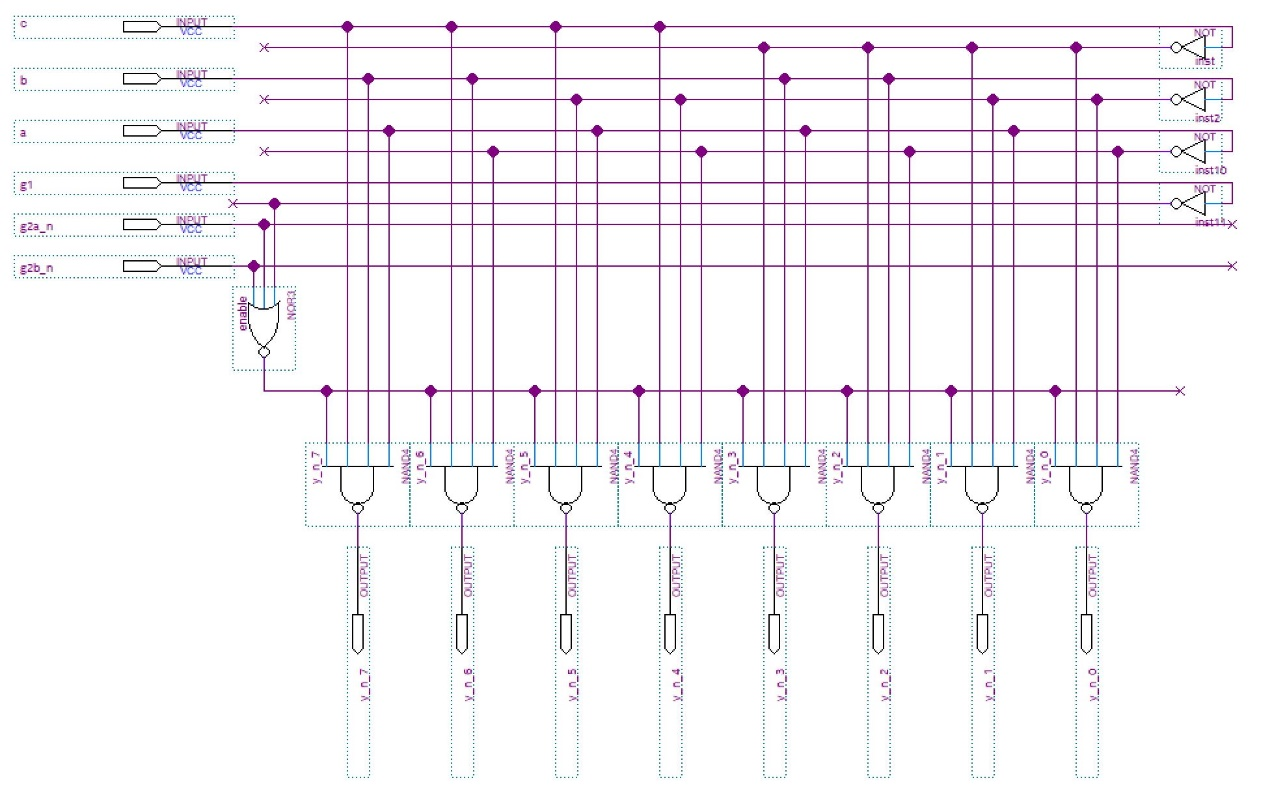 c INPUT VCC NOT inst
b INPUT VCC NOT inst2
a INPUT VCC NOT inst10
g1 INPUT VCC NOT inst11
g2a_n INPUT VCC
g2b_n INPUT VCC
enable NOR3
y_n_7 NAND4 y_n_6 NAND4 y_n_5 NAND4 y_n_4 NAND4 y_n_3 NAND4 y_n_2 NAND4 y_n_1 NAND4 y_n_0 NAND4
OUTPUT OUTPUT OUTPUT OUTPUT OUTPUT OUTPUT OUTPUT OUTPUT
y_n_7 y_n_6 y_n_5 y_n_4 y_n_3 y_n_2 y_n_1 y_n_0